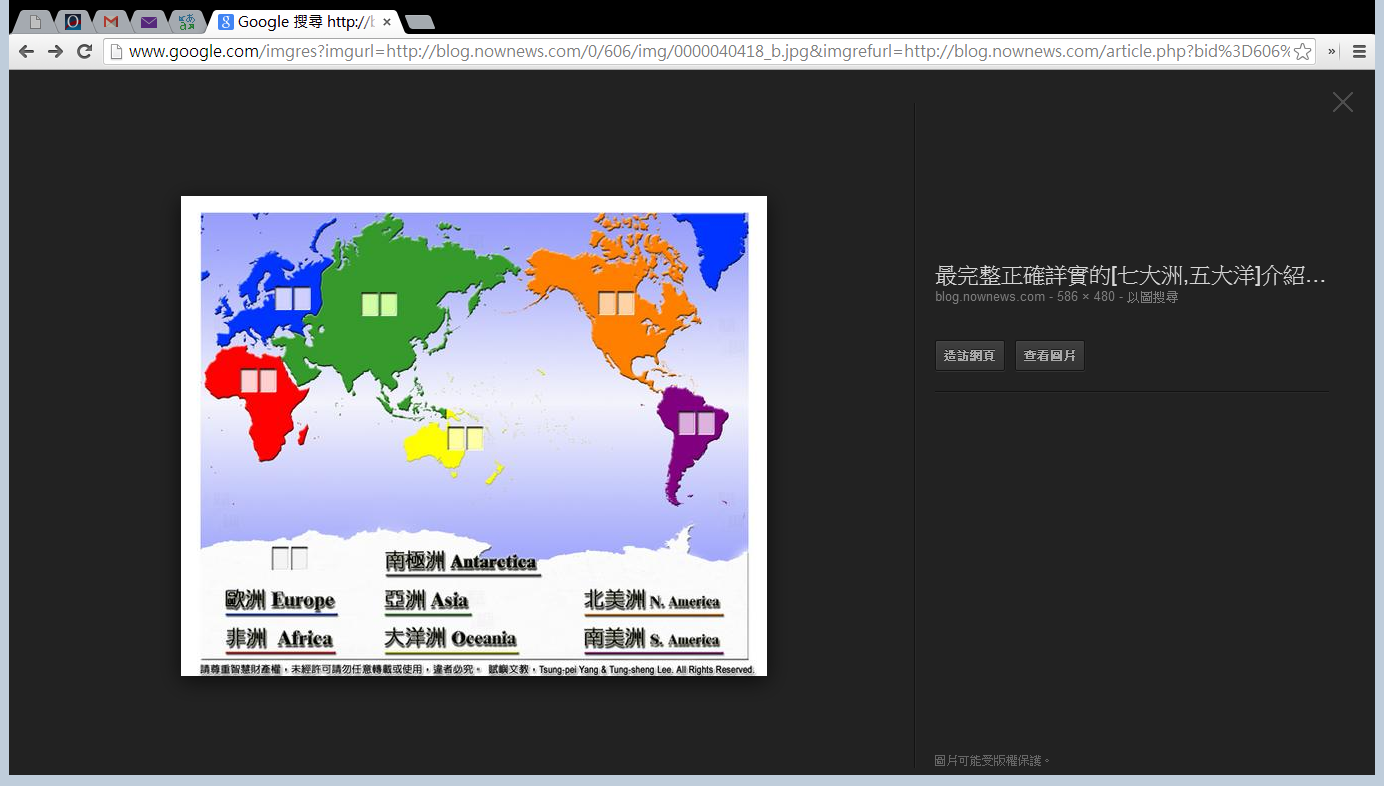 Google 搜尋 http://b
www.google.com/imgres?imgurl=http://blog.nownews.com/0/606/img/0000040418_b.jpg&imgrefurl=http://blog.nownews.com/article.php?bid%3D606%
最完整正確詳實的[七大洲,五大洋]介紹...
blog.nownews.com - 586 × 480 - 以圖搜尋
造訪網頁 查看圖片
南極洲 Antarctica
歐洲 Europe 亞洲 Asia 北美洲 N. America
非洲 Africa 大洋洲 Oceania 南美洲 S. America
請尊重智慧財產權，未經許可請勿任意轉載或使用，違者必究。 賦嶼文教，Tsung-pei Yang & Tung-sheng Lee. All Rights Reserved.
圖片可能受版權保護。